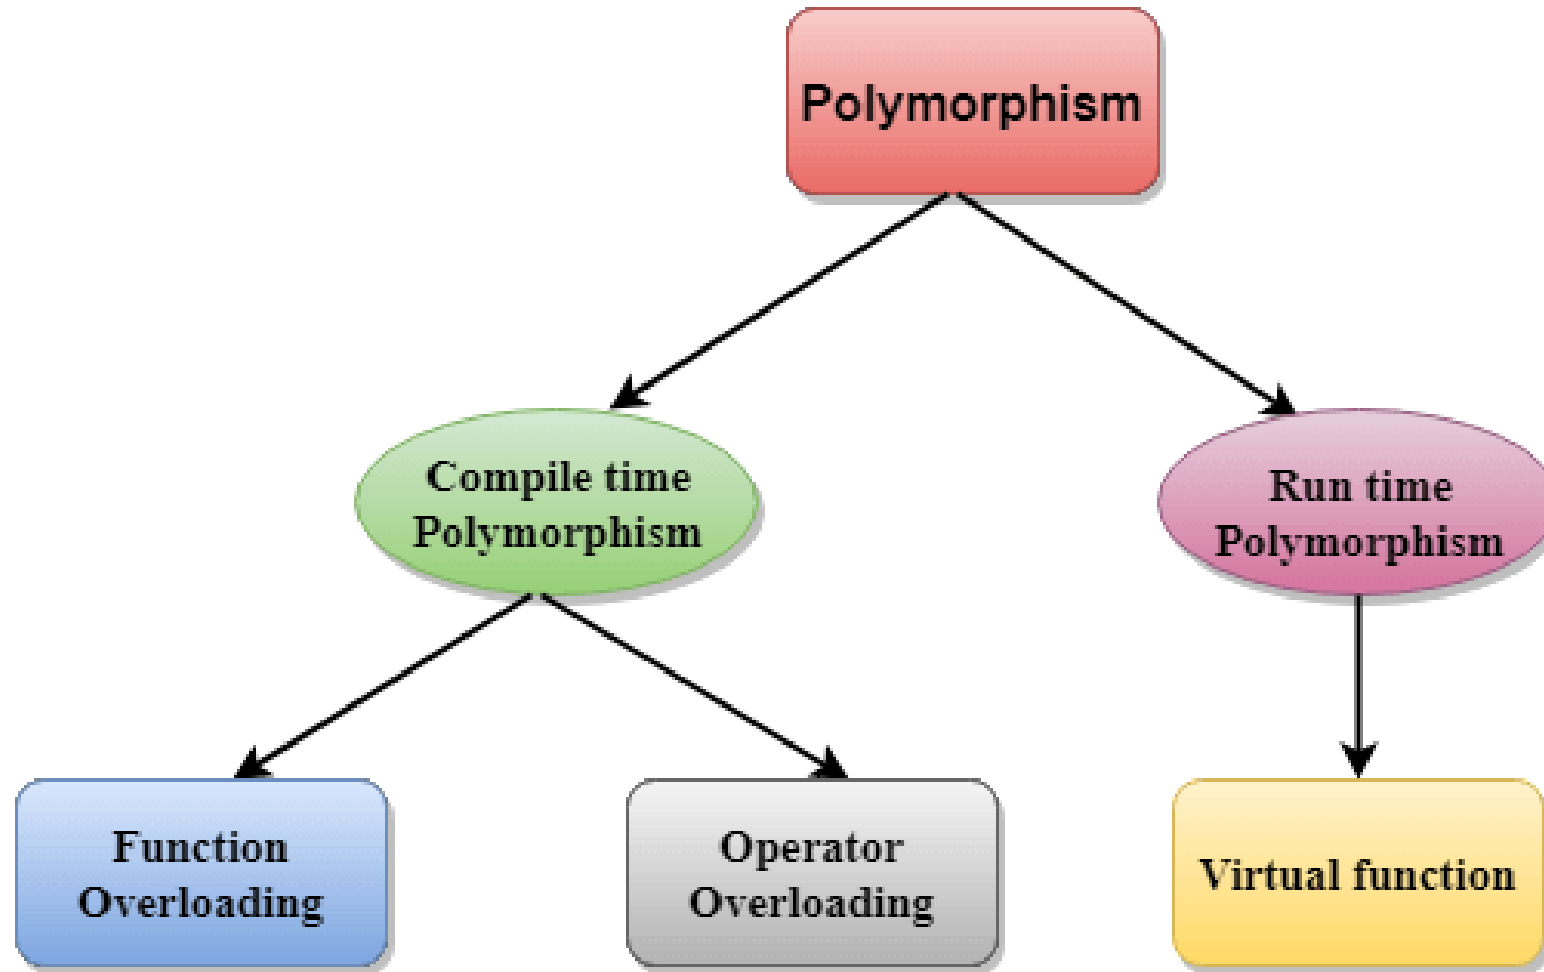 Polymorphism
Compile time
Polymorphism
Run time
Polymorphism
Function
Overloading
Operator
Overloading
Virtual function